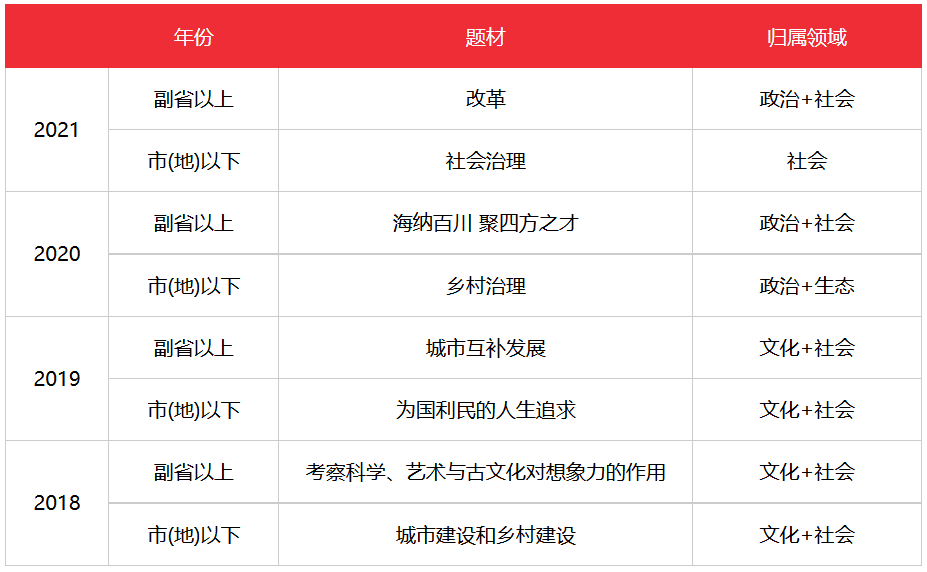 年份 题材 归属领域
2021 副省以上 改革 政治+社会
市(地)以下 社会治理 社会
2020 副省以上 海纳百川 聚四方之才 政治+社会
市(地)以下 乡村治理 政治+生态
2019 副省以上 城市互补发展 文化+社会
市(地)以下 为国利民的人生追求 文化+社会
2018 副省以上 考察科学、艺术与古文化对想象力的作用 文化+社会
市(地)以下 城市建设和乡村建设 文化+社会